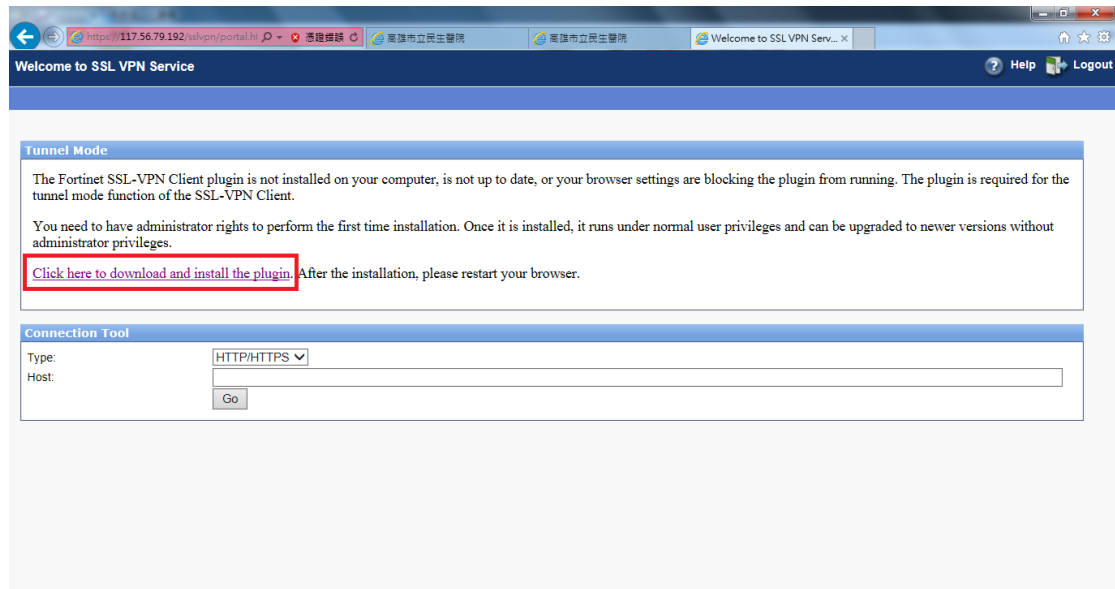 https://117.56.79.192/sslvpn/portal.ht 憑證錯誤 高雄市立民生醫院 高雄市立民生醫院 Welcome to SSL VPN Serv...
Welcome to SSL VPN Service Help Logout
Tunnel Mode
The Fortinet SSL-VPN Client plugin is not installed on your computer, is not up to date, or your browser settings are blocking the plugin from running. The plugin is required for the
tunnel mode function of the SSL-VPN Client.
You need to have administrator rights to perform the first time installation. Once it is installed, it runs under normal user privileges and can be upgraded to newer versions without
administrator privileges.
Click here to download and install the plugin. After the installation, please restart your browser.
Connection Tool
Type: HTTP/HTTPS
Host:
Go